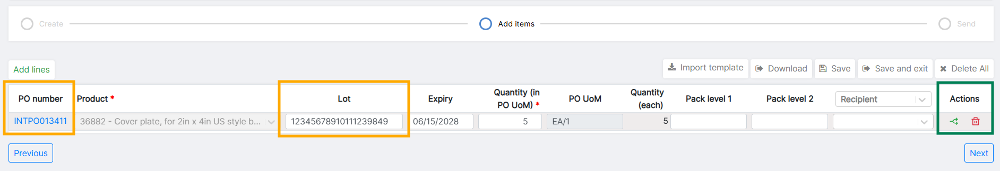 Create
Add items
Send
Add lines
Import template
Download
Save
Save and exit
Delete All
PO number
Product *
Lot
Expiry
Quantity (in
PO UoM) *
PO UoM
Quantity
(each)
Pack level 1
Pack level 2
Recipient
Actions
INTPO013411
36882 - Cover plate, for 2in x 4in US style b...
12345678910111239849
06/15/2028
5
EA/1
5
Previous
Next